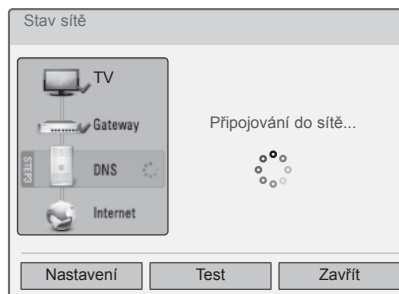 Stav sítě
TV
Gateway
Připojování do sítě...
STEP3
DNS
Internet
Nastavení
Test
Zavřít